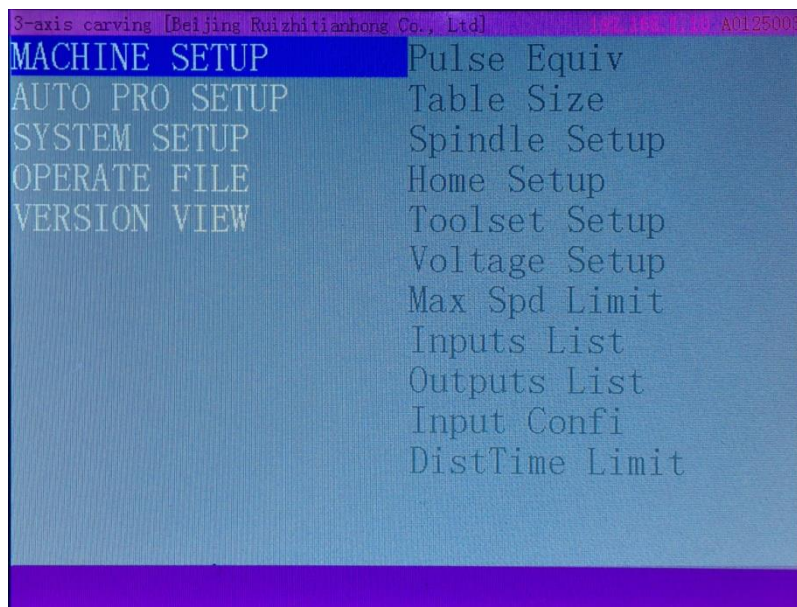 3-axis carving [Beijing Ruizhitianhong Co., Ltd]
MACHINE SETUP
AUTO PRO SETUP
SYSTEM SETUP
OPERATE FILE
VERSION VIEW
Pulse Equiv
Table Size
Spindle Setup
Home Setup
Toolset Setup
Voltage Setup
Max Spd Limit
Inputs List
Outputs List
Input Confi
DistTime Limit